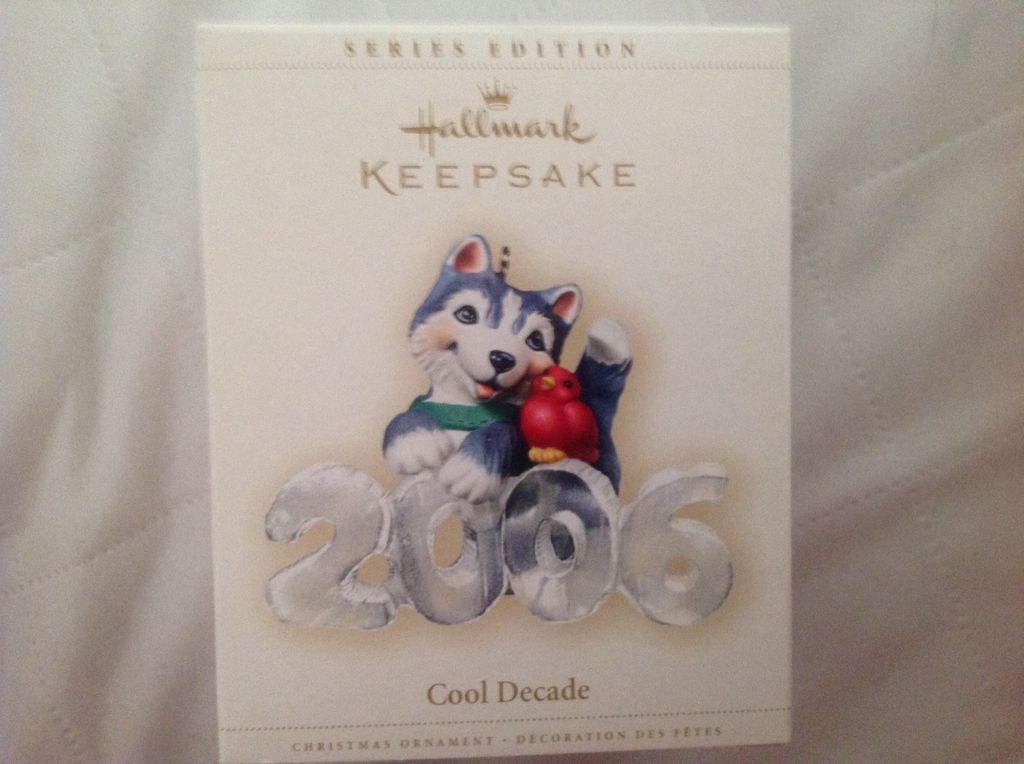 SERIES EDITION
Hallmark
KEEPSAKE
2006
Cool Decade
CHRISTMAS ORNAMENT • DÉCORATION DES FÊTES